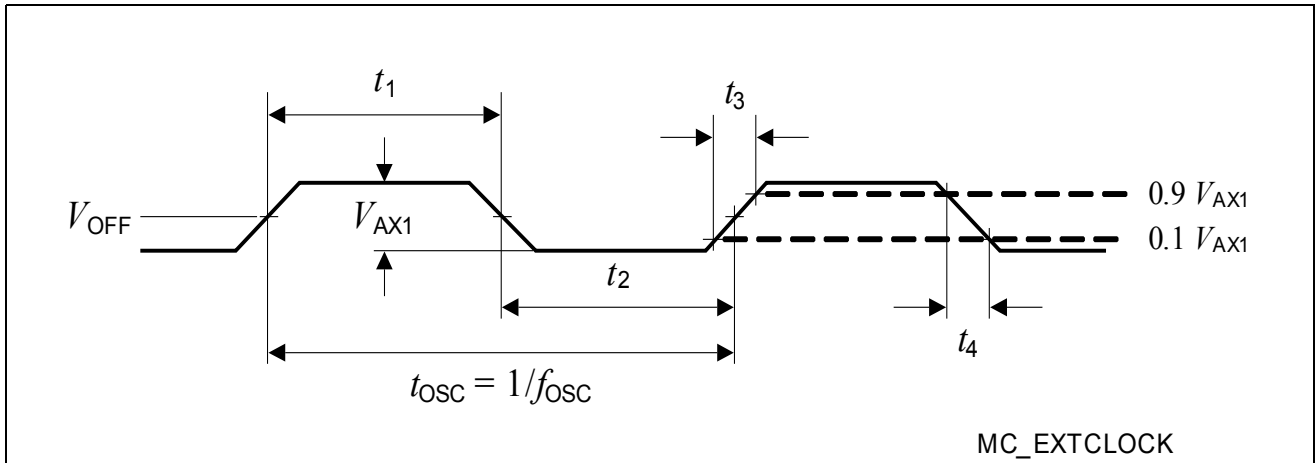 t1
t3
VOFF
VAX1
0.9 VAX1
0.1 VAX1
t2
t4
tOSC = 1/fOSC
MC_EXTCLOCK